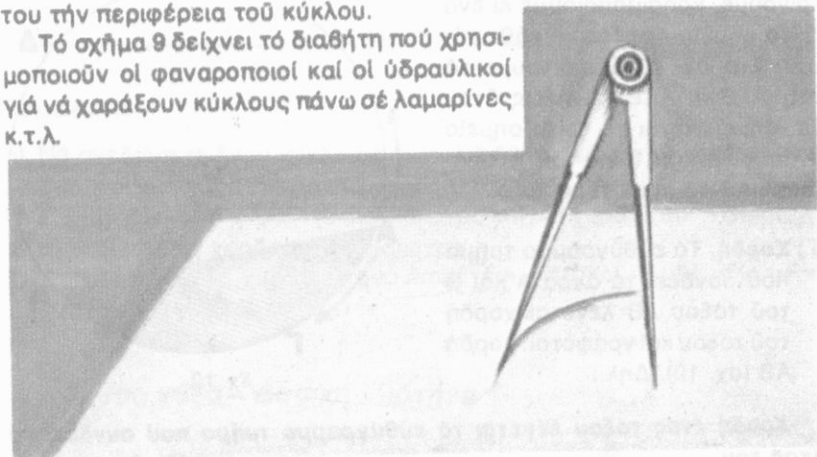 του τήν περιφέρεια τοῦ κύκλου.
Τό σχῆμα 9 δείχνει τό διαβήτη πού χρησι-
μοποιοῦν οἱ φαναροποιοί καί οἱ ὑδραυλικοί
γιά νά χαράξουν κύκλους πάνω σέ λαμαρίνες
κ.τ.λ.